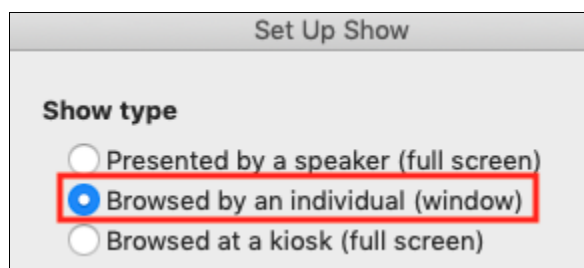 Set Up Show
Show type
Presented by a speaker (full screen)
Browsed by an individual (window)
Browsed at a kiosk (full screen)